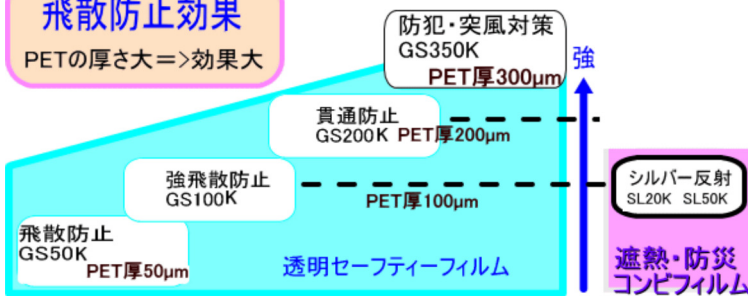 飛散防止効果
PETの厚さ大＝>効果大
防犯・突風対策
GS350K
PET厚300μm
強
貫通防止
GS200K PET厚200μm
強飛散防止
GS100K
PET厚100μm
シルバー反射
SL20K SL50K
飛散防止
GS50K
PET厚50μm
透明セーフティーフィルム
遮熱・防災
コンビフィルム